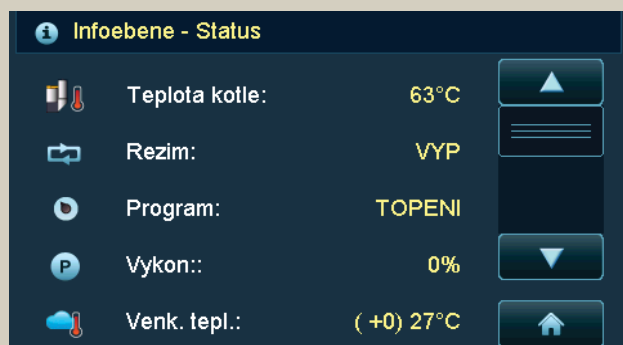 Infoebene - Status
Teplota kotle: 63°C
Rezim: VYP
Program: TOPENI
P Vykon:: 0%
Venk. tepl.: ( +0) 27°C